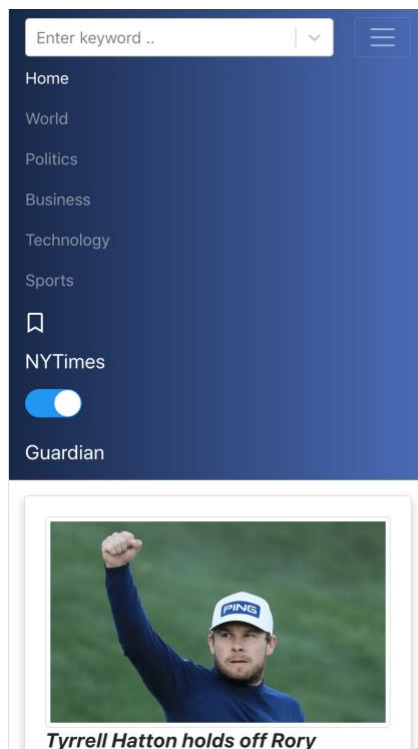 Enter keyword ..
Home
World
Politics
Business
Technology
Sports
NYTimes
Guardian
PING
Tyrrell Hatton holds off Rory